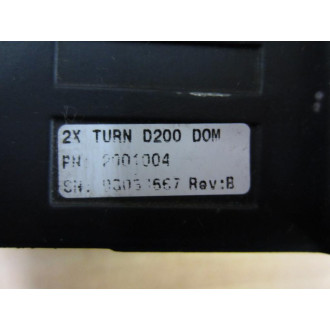 2X TURN D200 DOM
PN: 2001004
SN: Rev:B